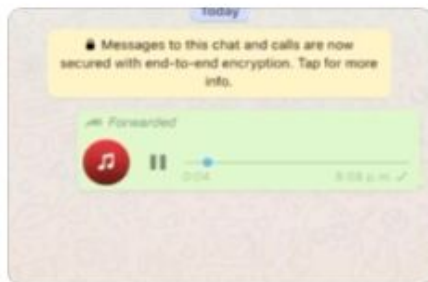 Today
Messages to this chat and calls are now
secured with end-to-end encryption. Tap for more
info.
Forwarded
0:04